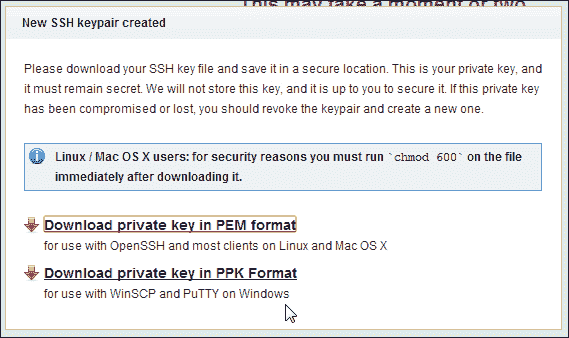 This may take a moment or two
New SSH keypair created
Please download your SSH key file and save it in a secure location. This is your private key, and
it must remain secret. We will not store this key, and it is up to you to secure it. If this private key
has been compromised or lost, you should revoke the keypair and create a new one.
Linux / Mac OS X users: for security reasons you must run `chmod 600` on the file
immediately after downloading it.
Download private key in PEM format
for use with OpenSSH and most clients on Linux and Mac OS X
Download private key in PPK Format
for use with WinSCP and PuTTY on Windows